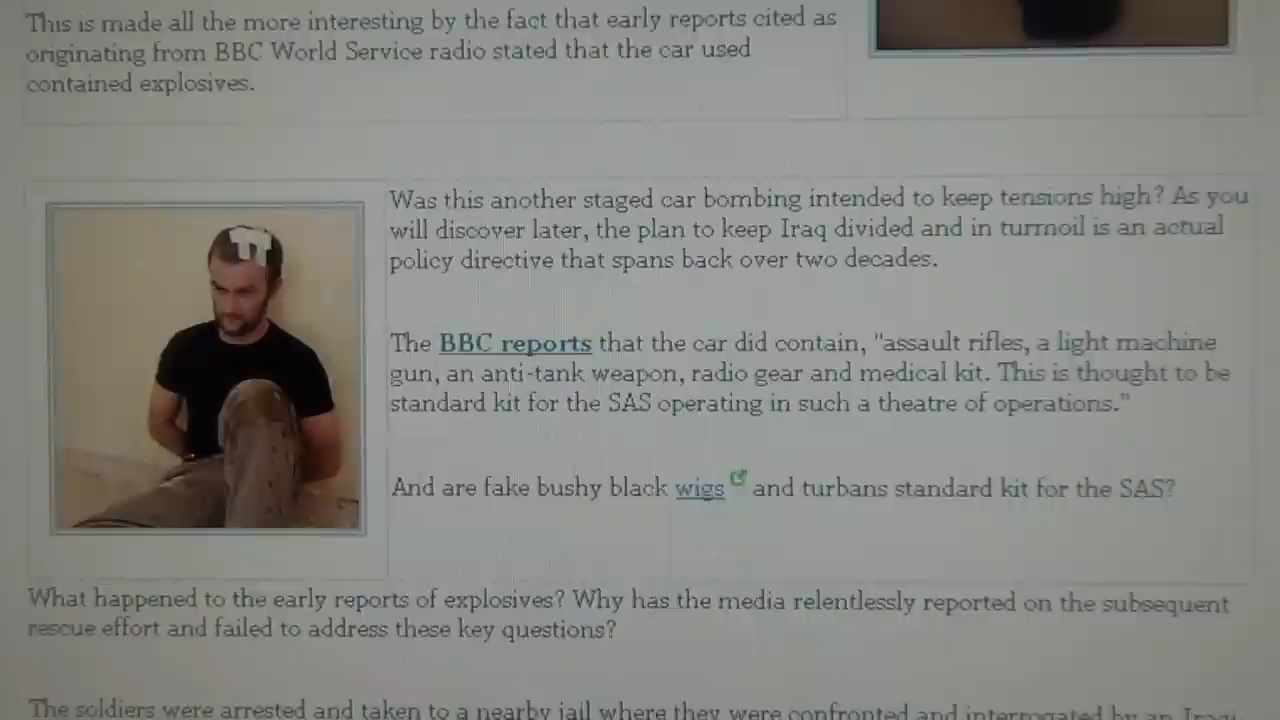 This is made all the more interesting by the fact that early reports cited as
originating from BBC World Service radio stated that the car used
contained explosives.
Was this another staged car bombing intended to keep tensions high? As you
will discover later, the plan to keep Iraq divided and in turmoil is an actual
policy directive that spans back over two decades.
The BBC reports that the car did contain, "assault rifles, a light machine
gun, an anti-tank weapon, radio gear and medical kit. This is thought to be
standard kit for the SAS operating in such a theatre of operations."
And are fake bushy black wigs and turbans standard kit for the SAS?
What happened to the early reports of explosives? Why has the media relentlessly reported on the subsequent
rescue effort and failed to address these key questions?
The soldiers were arrested and taken to a nearby jail where they were confronted and interrogated by an Iraqi